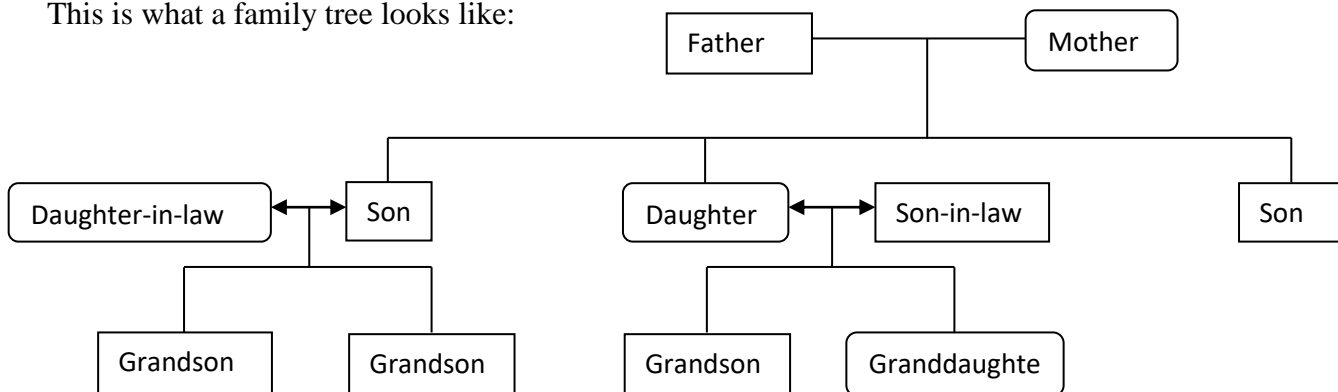 This is what a family tree looks like:
Father Mother
Daughter-in-law Son Daughter Son-in-law Son
Grandson Grandson Grandson Granddaughte